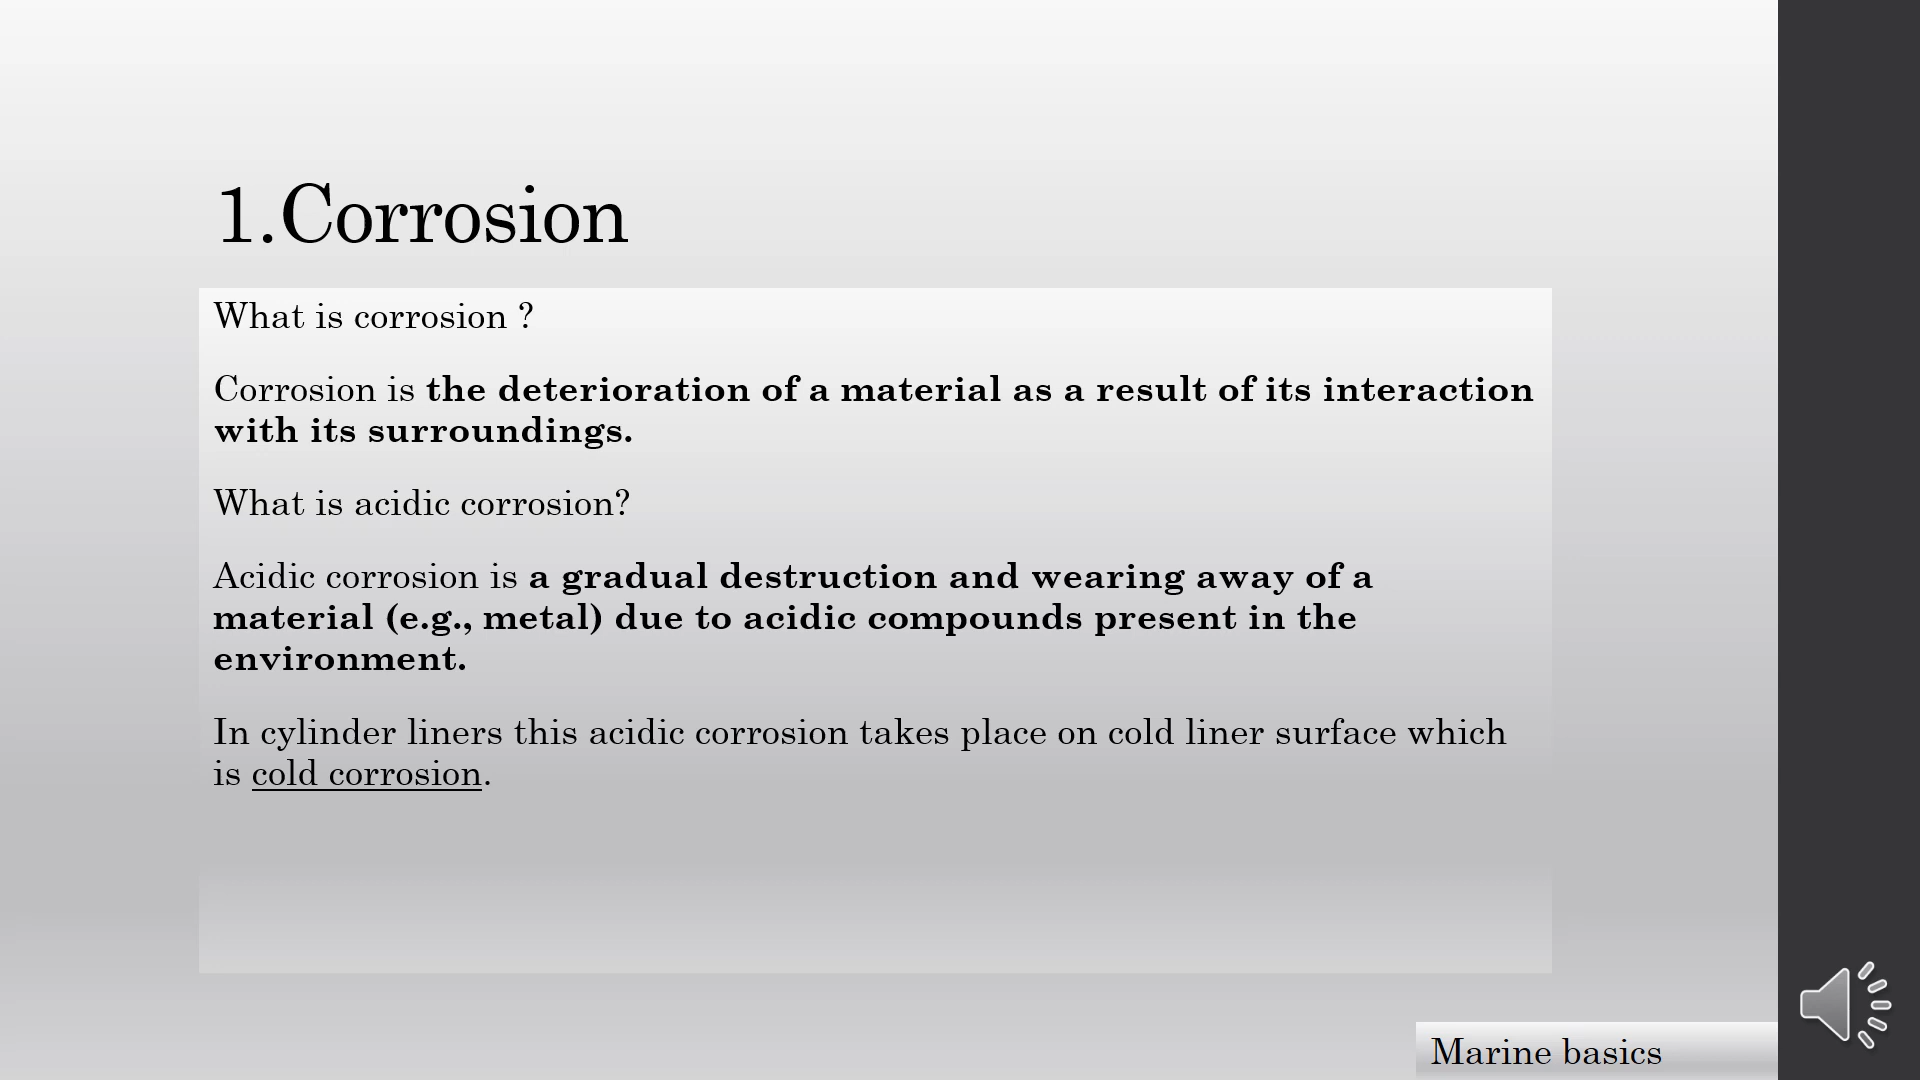 1.Corrosion
What is corrosion ?
Corrosion is the deterioration of a material as a result of its interaction
with its surroundings.
What is acidic corrosion?
Acidic corrosion is a gradual destruction and wearing away of a
material (e.g., metal) due to acidic compounds present in the
environment.
In cylinder liners this acidic corrosion takes place on cold liner surface which
is cold corrosion.
Marine basics